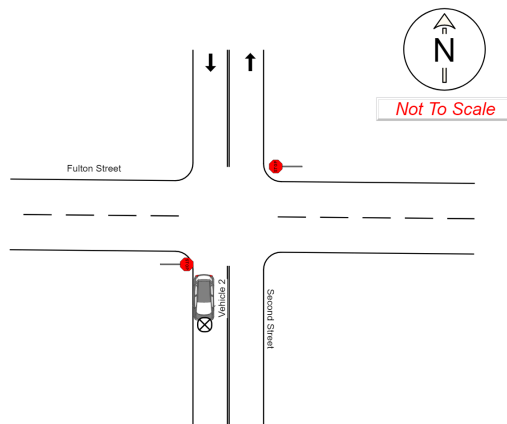 N
Not To Scale
Fulton Street
Vehicle 2
Second Street